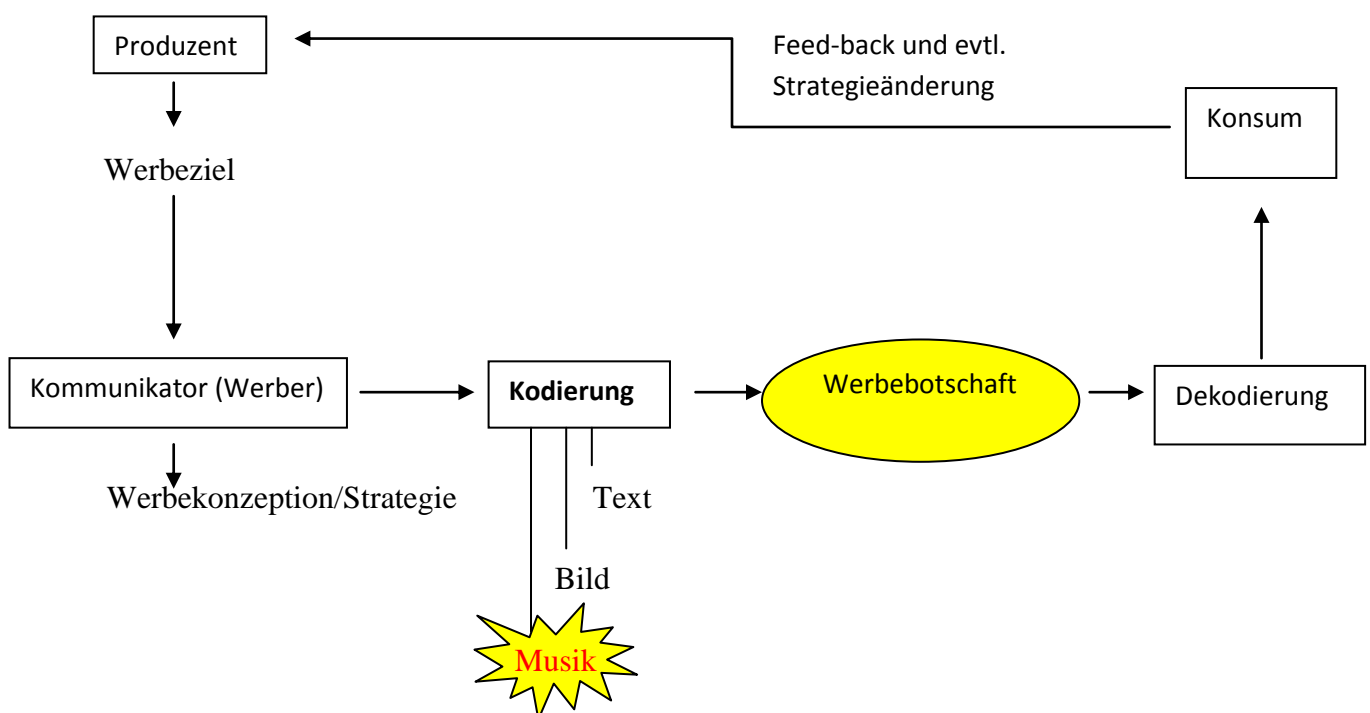 Produzent
Feed-back und evtl.
Strategieänderung
Konsum
Werbeziel
Kommunikator (Werber)
Kodierung
Werbebotschaft
Dekodierung
Werbekonzeption/Strategie
Text
Bild
Musik